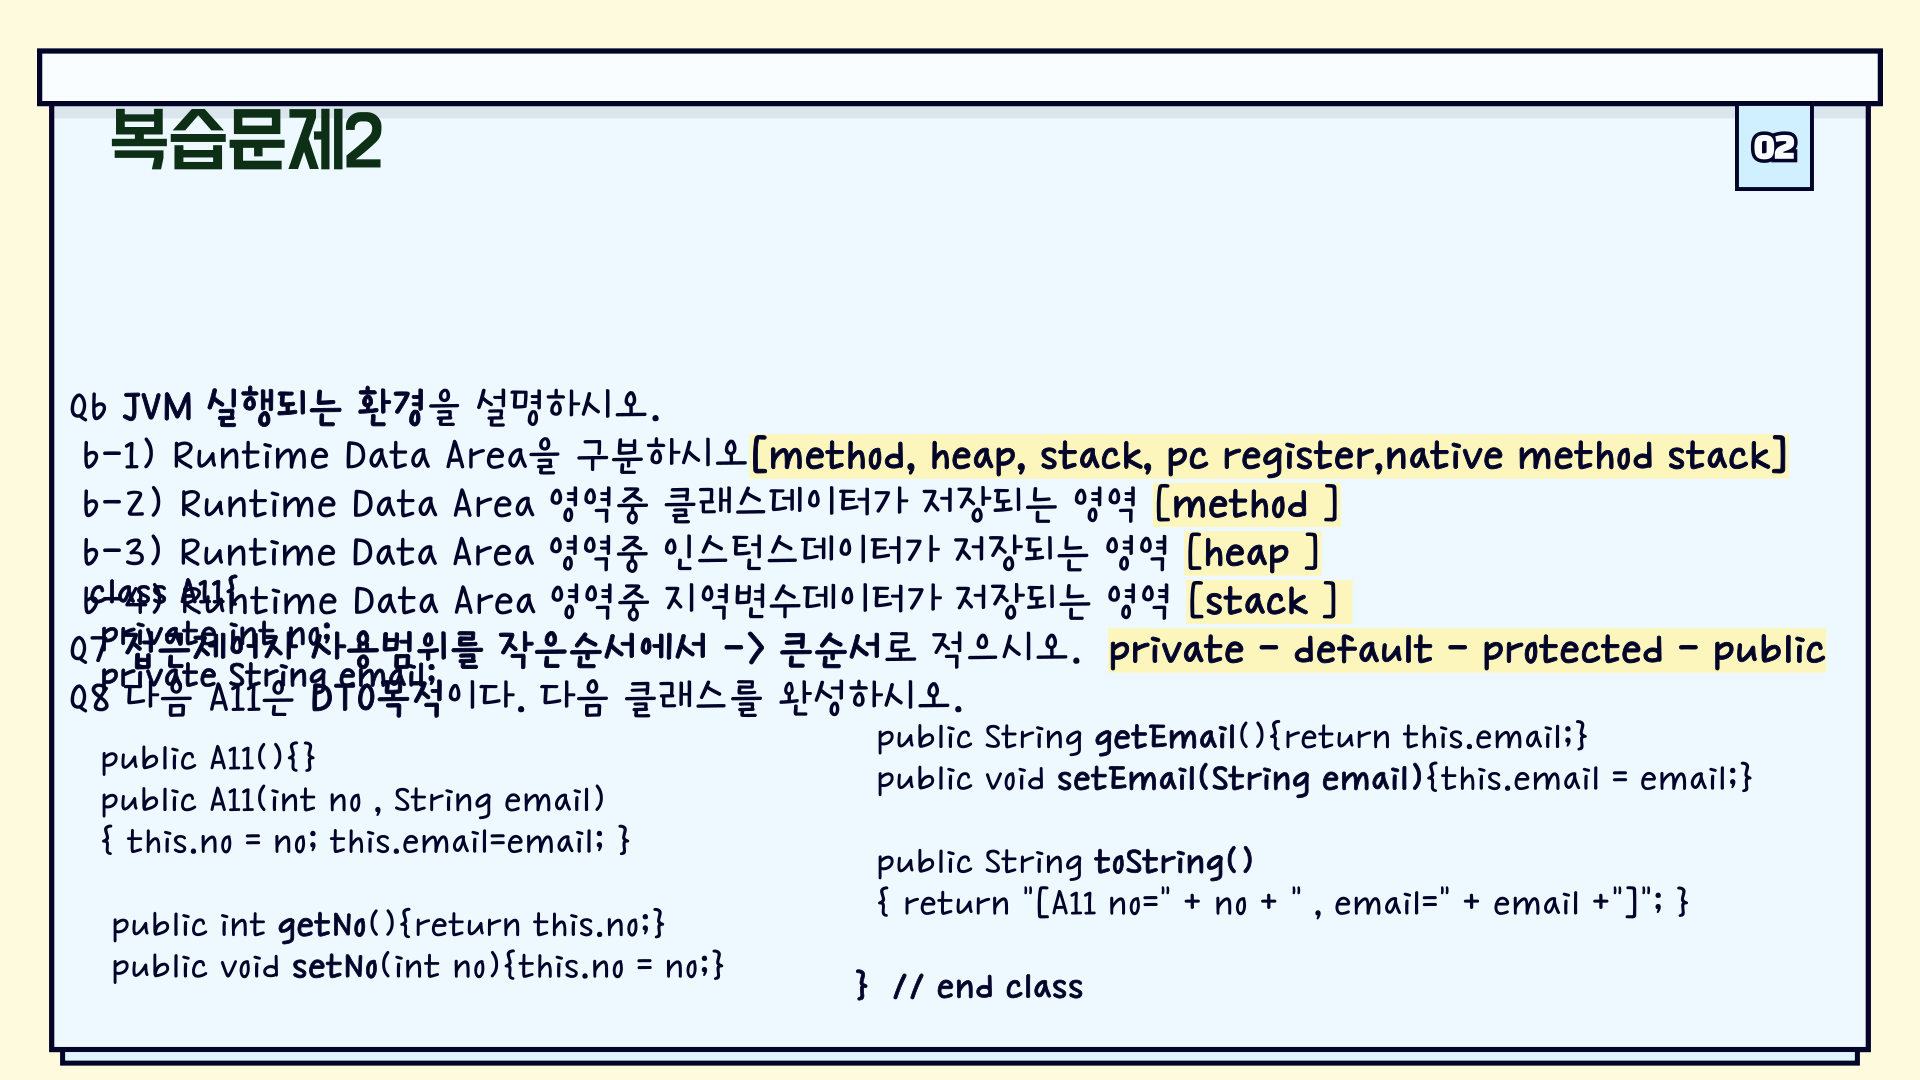 복습문제2
02
Q6 JVM 실행되는 환경을 설명하시오.
6-1) Runtime Data Area을 구분하시오[method, heap, stack, pc register,native method stack]
6-2) Runtime Data Area 영역중 클래스데이터가 저장되는 영역 [method ]
6-3) Runtime Data Area 영역중 인스턴스데이터가 저장되는 영역 [heap ]
6-4) Runtime Data Area 영역중 지역변수데이터가 저장되는 영역 [stack ]
Q7 접근제어자 사용범위를 작은순서에서 -> 큰순서로 적으시오. private - default - protected - public
Q8 다음 A11은 DTO목적이다. 다음 클래스를 완성하시오.
class A11{
private int no;
private String email;
public A11(){}
public A11(int no , String email)
{ this.no = no; this.email=email; }
public int getNo(){return this.no;}
public void setNo(int no){this.no = no;}
public String getEmail(){return this.email;}
public void setEmail(String email){this.email = email;}
public String toString()
{ return "[A11 no=" + no + " , email=" + email +"]"; }
} // end class